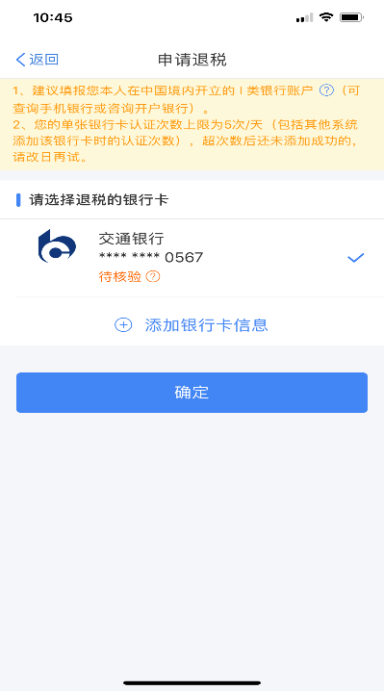 10:45
返回
申请退税
1、建议填报您本人在中国境内开立的 I 类银行账户 ?（可
查询手机银行或咨询开户银行）。
2、您的单张银行卡认证次数上限为5次/天（包括其他系统
添加该银行卡时的认证次数），超次数后还未添加成功的,
请改日再试。
请选择退税的银行卡
交通银行
**** **** 0567
待核验 ?
添加银行卡信息
确定